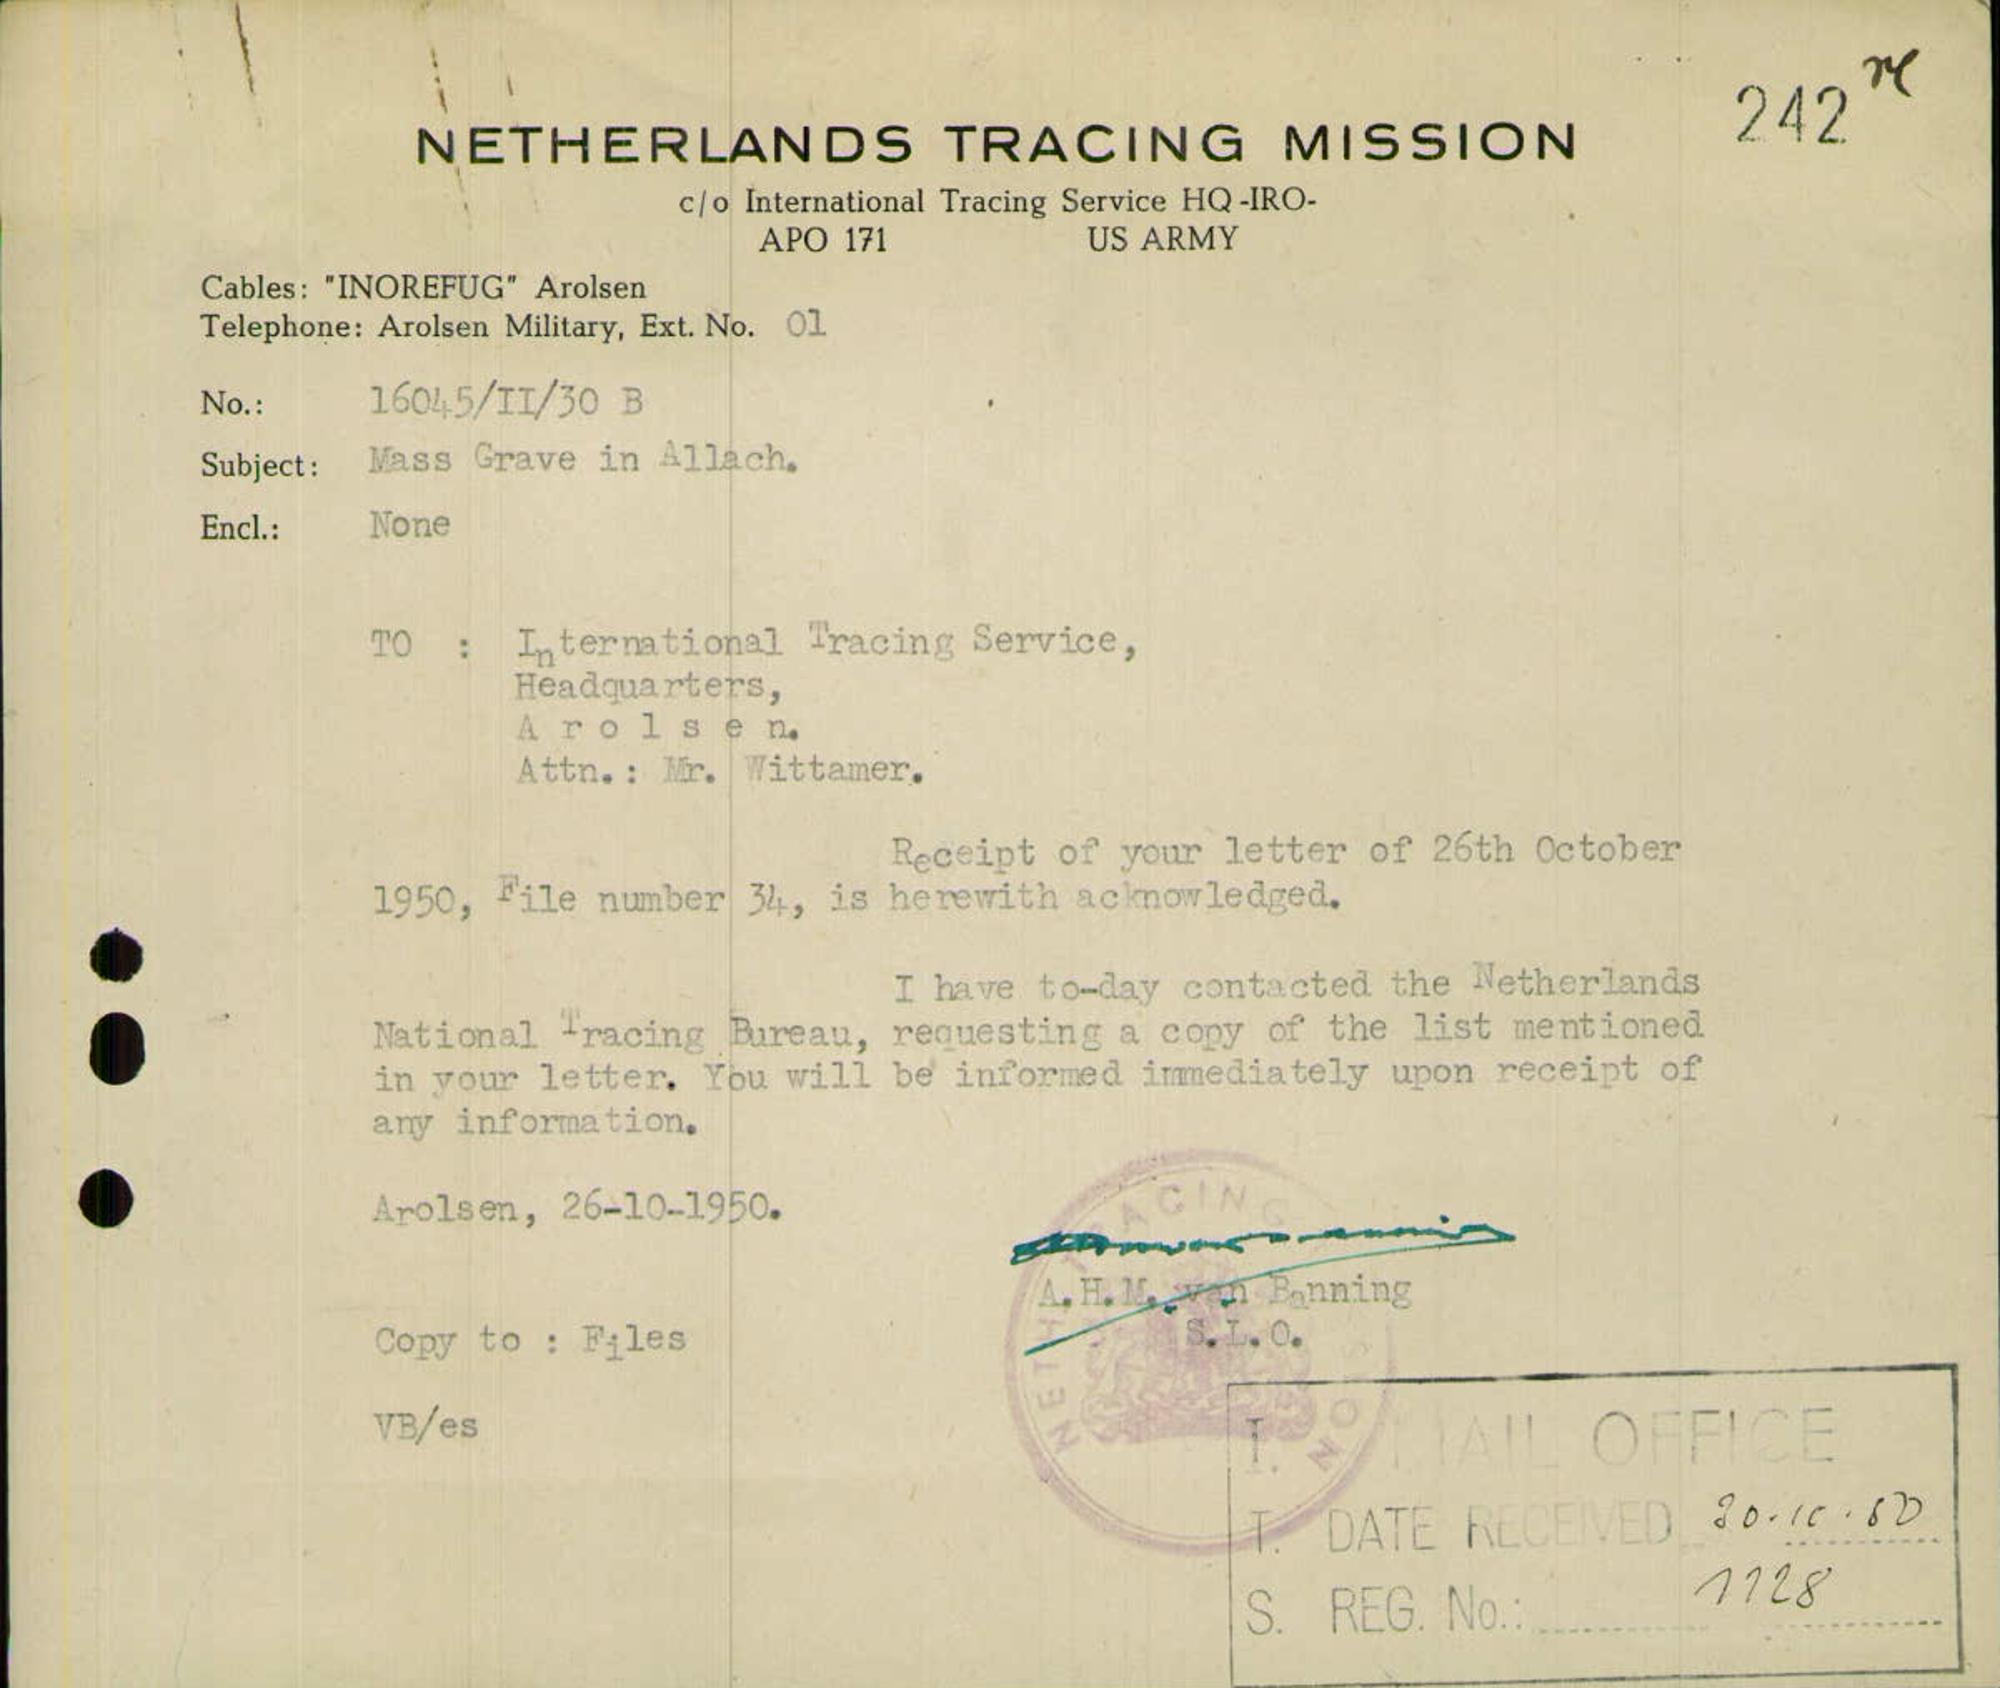 242
NETHERLANDS TRACING MISSION
c/o International Tracing Service HQ -IRO-
APO 171 US ARMY
Cables: "INOREFUG" Arolsen
Telephone: Arolsen Military, Ext. No. 01
No.: 16045/II/30 B
Subject: Mass Grave in Allach.
Encl.: None
TO : International Tracing Service,
Headquarters,
A r o l s e n.
Attn.: Mr. Wittamer.
Receipt of your letter of 26th October
1950, File number 34, is herewith acknowledged.
I have to-day contacted the Netherlands
National Tracing Bureau, requesting a copy of the list mentioned
in your letter. You will be informed immediately upon receipt of
any information.
Arolsen, 26-10-1950.
A.H.M. van Banning
S.L.O.
Copy to : Files
VB/es
NETH TRACING MISSION
I. MAIL OFFICE
T. DATE RECEIVED 30.10.50
S. REG. No.: 1128